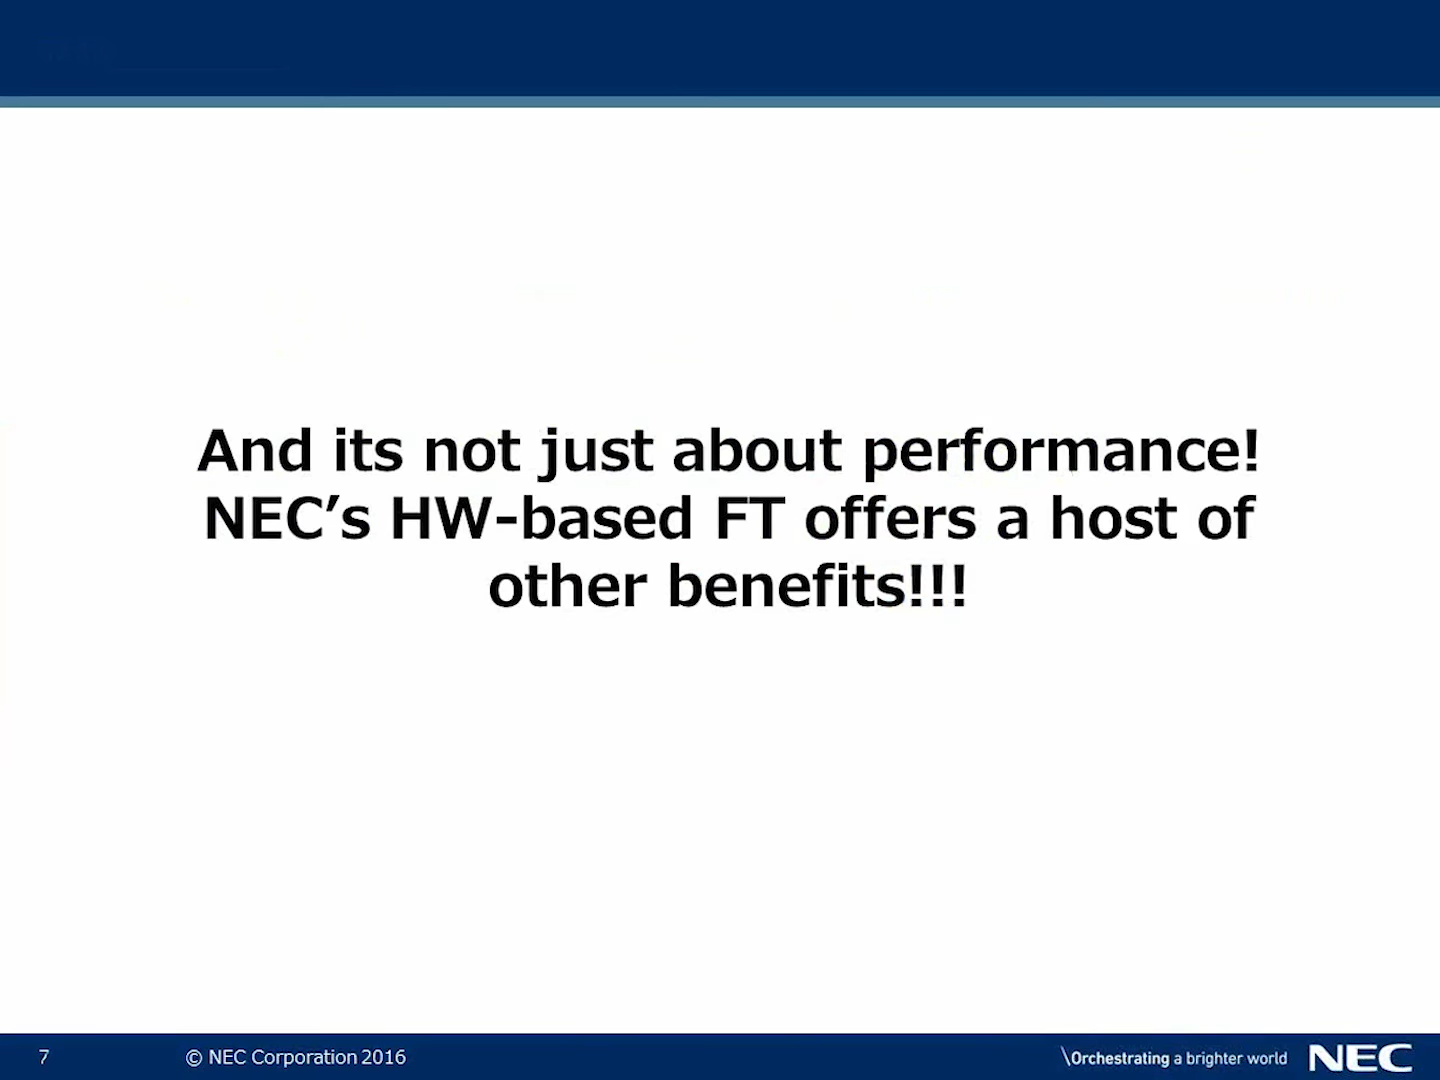 And its not just about performance!
NEC’s HW-based FT offers a host of
other benefits!!!
7
© NEC Corporation 2016
\Orchestrating a brighter world
NEC